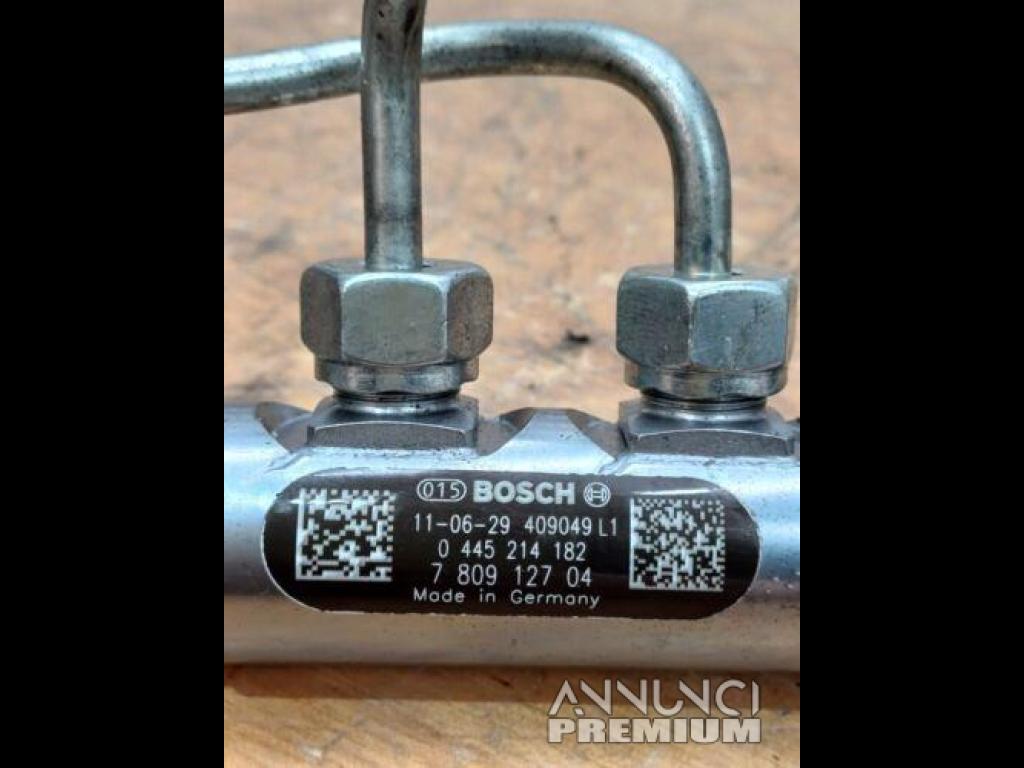 015 BOSCH
11-06-29 409049 L1
0 445 214 182
7 809 127 04
Made in Germany
ANNUNCI
PREMIUM